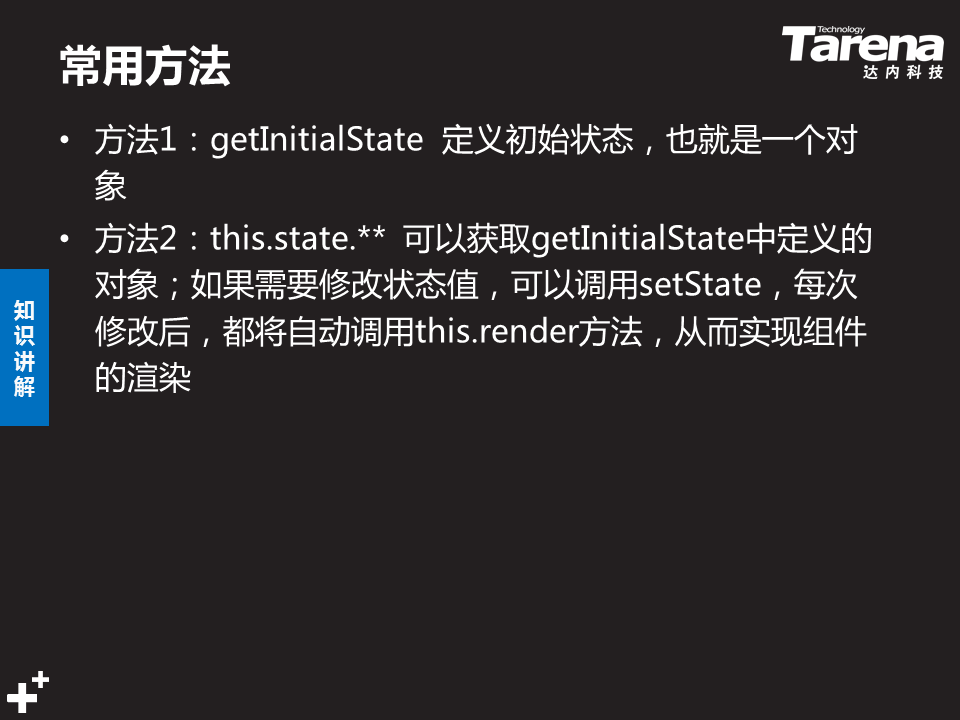 常用方法
Technology
Tarena
达内科技
• 方法1：getInitialState 定义初始状态，也就是一个对
象
• 方法2：this.state.** 可以获取getInitialState中定义的
对象；如果需要修改状态值，可以调用setState，每次
修改后，都将自动调用this.render方法，从而实现组件
的渲染
知
识
讲
解